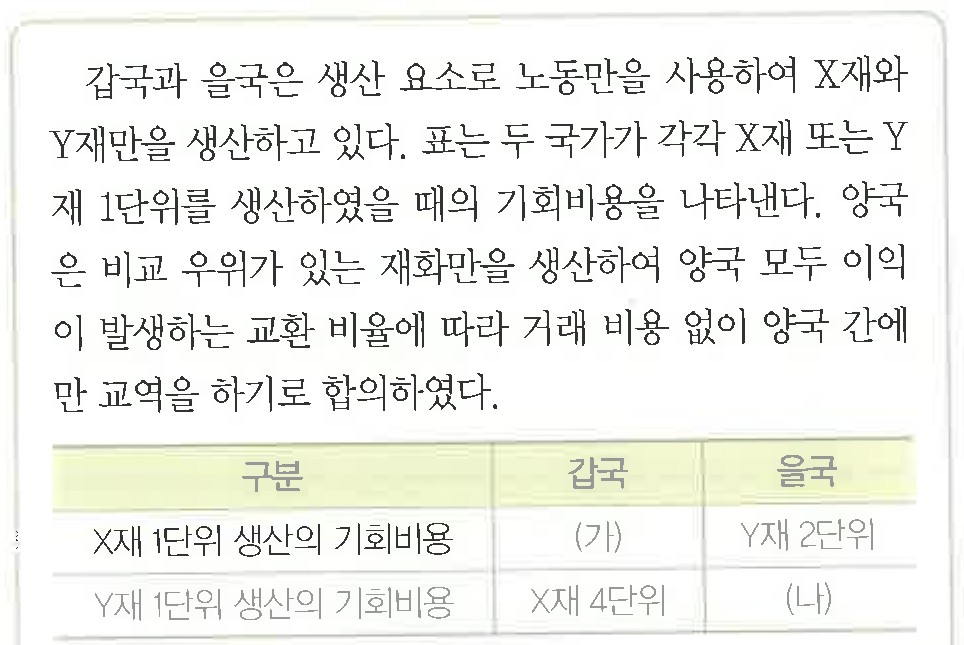 갑국과 을국은 생산 요소로 노동만을 사용하여 X재와
Y재만을 생산하고 있다. 표는 두 국가가 각각 X재 또는 Y
재 1단위를 생산하였을 때의 기회비용을 나타낸다. 양국
은 비교 우위가 있는 재화만을 생산하여 양국 모두 이익
이 발생하는 교환 비율에 따라 거래 비용 없이 양국 간에
만 교역을 하기로 합의하였다.
구분 갑국 을국
X재 1단위 생산의 기회비용 (가) Y재 2단위
Y재 1단위 생산의 기회비용 X재 4단위 (나)